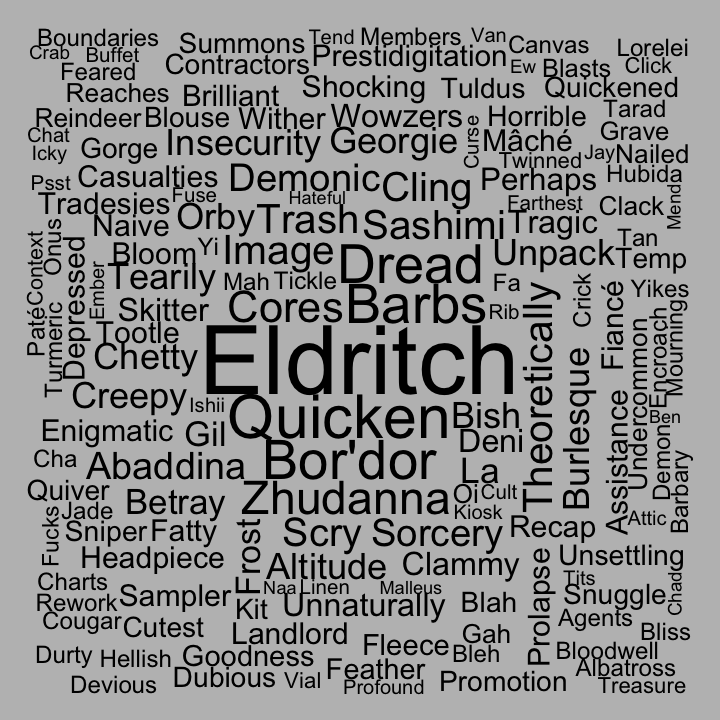 Boundaries
Summons
Tend
Members
Van
Canvas
Lorelei
Crab
Buffet
Contractors
Prestidigitation
Ew
Blasts
Click
Feared
Reaches
Brilliant
Shocking
Tuldus
Quickened
Reindeer
Blouse
Wither
Wowzers
Horrible
Tarad
Chat
Icky
Gorge
Insecurity
Georgie
Curse
Mâché
Grave
Twinned
Jay
Nailed
Psst
Casualties
Demonic
Cling
Perhaps
Hubida
Tradesies
Fuse
Hateful
Earthest
Clack
Menda
Naive
Orby
Trash
Sashimi
Tragic
Tan
Context
Onus
Depressed
Bloom
Yi
Image
Dread
Unpack
Temp
Ember
Tearily
Mah
Tickle
Fa
Crick
Fiancé
Yikes
Paté
Skitter
Cores
Barbs
Rib
Theoretically
Turmeric
Tootle
Undercommon
Encroach
Mourning
Chetty
Eldritch
Burlesque
Creepy
Ishii
Quicken
Bish
Assistance
Ben
Enigmatic
Gil
Deni
Demon
Cha
Abaddina
Bor'dor
La
Barbary
Quiver
Betray
Zhudanna
Oi
Cult
Jade
Kiosk
Attic
Fucks
Sniper
Fatty
Frost
Scry
Sorcery
Recap
Headpiece
Altitude
Clammy
Prolapse
Unsettling
Charts
Sampler
Naa
Linen
Malleus
Tits
Snuggle
Chadd
Rework
Kit
Unnaturally
Blah
Agents
Cougar
Cutest
Landlord
Gah
Bliss
Durty
Hellish
Goodness
Fleece
Bleh
Bloodwell
Devious
Dubious
Vial
Feather
Profound
Promotion
Albatross
Treasure